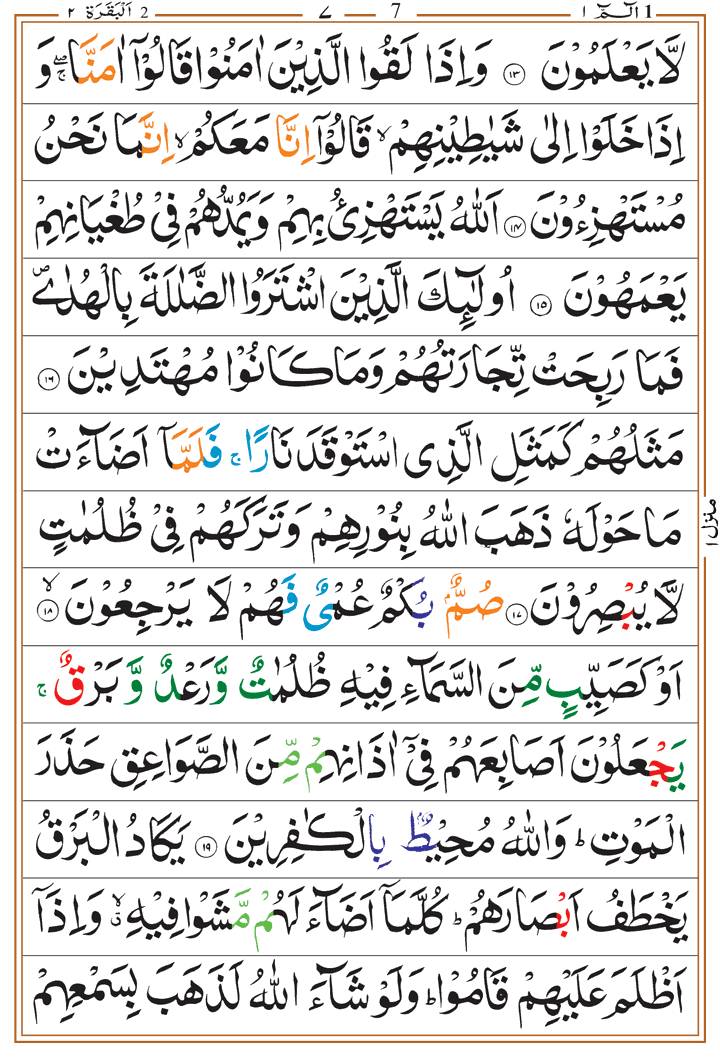 1 الٓمّٓ ١ 7 ٧ 2 اَلْبَقَرَة ٢
لَّا يَعْلَمُوْنَ ۝١٣ وَاِذَا لَقُوا الَّذِيْنَ اٰمَنُوْا قَالُوْٓا اٰمَنَّا ۖۚ وَ
اِذَا خَلَوْا اِلٰى شَيٰطِيْنِهِمْ ۙ قَالُوْٓا اِنَّا مَعَكُمْ ۙ اِنَّمَا نَحْنُ
مُسْتَهْزِءُوْنَ ۝١٤ اَللّٰهُ يَسْتَهْزِئُ بِهِمْ وَيَمُدُّهُمْ فِيْ طُغْيَانِهِمْ
يَعْمَهُوْنَ ۝١٥ اُولٰٓئِكَ الَّذِيْنَ اشْتَرَوُا الضَّلٰلَةَ بِالْهُدٰى ۪
فَمَا رَبِحَتْ تِّجَارَتُهُمْ وَمَا كَانُوْا مُهْتَدِيْنَ ۝١٦
مَثَلُهُمْ كَمَثَلِ الَّذِى اسْتَوْقَدَ نَارًا ۚ فَلَمَّآ اَضَآءَتْ
مَا حَوْلَهٗ ذَهَبَ اللّٰهُ بِنُوْرِهِمْ وَتَرَكَهُمْ فِيْ ظُلُمٰتٍ
لَّا يُبْصِرُوْنَ ۝١٧ صُمٌّۢ بُكْمٌ عُمْىٌ فَهُمْ لَا يَرْجِعُوْنَ ۝١٨ ۙ
اَوْ كَصَيِّبٍ مِّنَ السَّمَآءِ فِيْهِ ظُلُمٰتٌ وَّرَعْدٌ وَّبَرْقٌ ۚ
يَجْعَلُوْنَ اَصَابِعَهُمْ فِيْٓ اٰذَانِهِمْ مِّنَ الصَّوَاعِقِ حَذَرَ
الْمَوْتِ ؕ وَاللّٰهُ مُحِيْطٌۢ بِالْكٰفِرِيْنَ ۝١٩ يَكَادُ الْبَرْقُ
يَخْطَفُ اَبْصَارَهُمْ ؕ كُلَّمَآ اَضَآءَ لَهُمْ مَّشَوْا فِيْهِ ۙۗ وَاِذَآ
اَظْلَمَ عَلَيْهِمْ قَامُوْا ؕ وَلَوْ شَآءَ اللّٰهُ لَذَهَبَ بِسَمْعِهِمْ
منزل ١